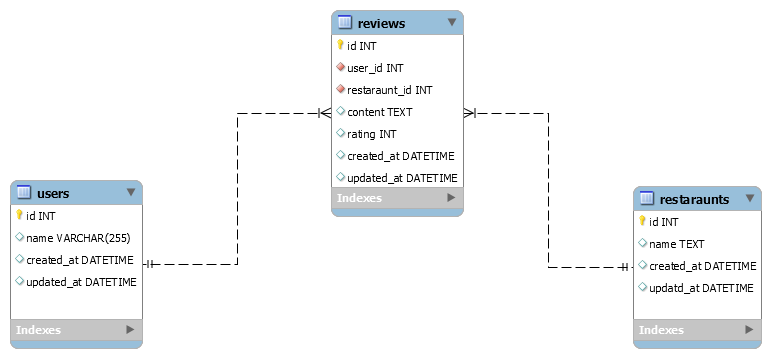 reviews
id INT
user_id INT
restaraunt_id INT
content TEXT
rating INT
created_at DATETIME
updated_at DATETIME
Indexes
users
id INT
name VARCHAR(255)
created_at DATETIME
updated_at DATETIME
Indexes
restaraunts
id INT
name TEXT
created_at DATETIME
updatd_at DATETIME
Indexes